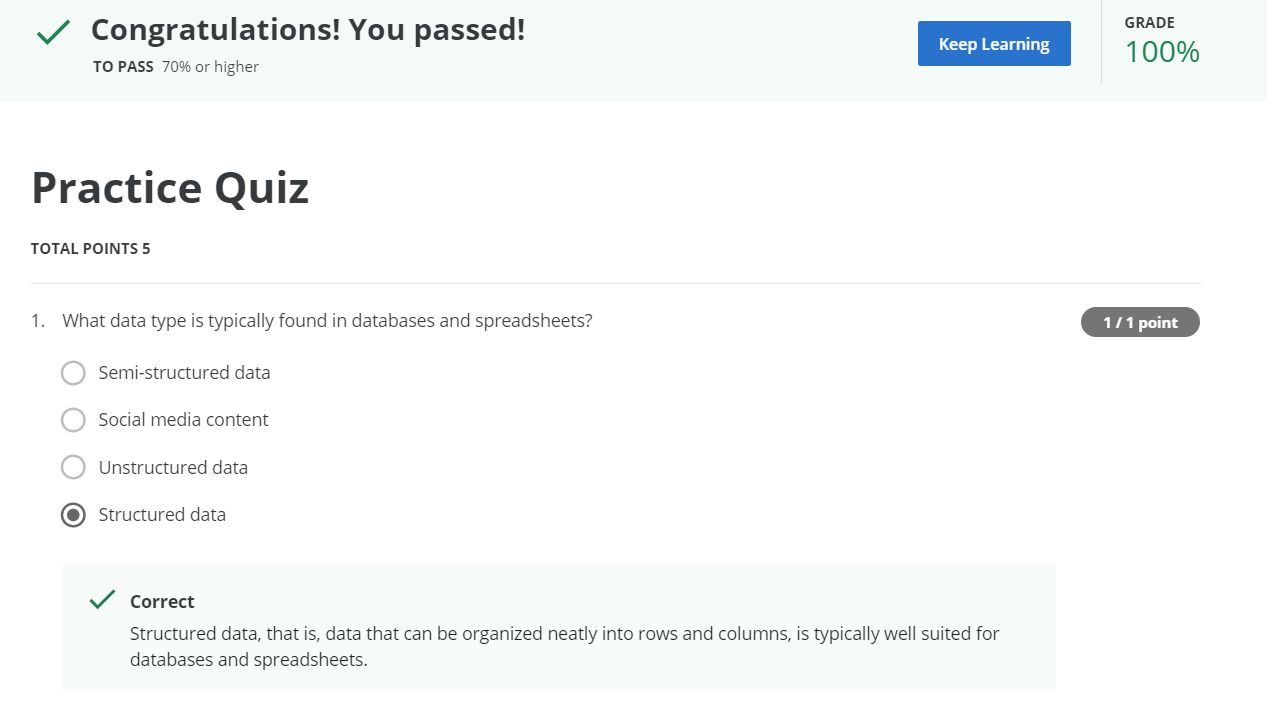 Congratulations! You passed!
TO PASS 70% or higher
Keep Learning
GRADE
100%
Practice Quiz
TOTAL POINTS 5
1. What data type is typically found in databases and spreadsheets?
1 / 1 point
Semi-structured data
Social media content
Unstructured data
Structured data
Correct
Structured data, that is, data that can be organized neatly into rows and columns, is typically well suited for
databases and spreadsheets.